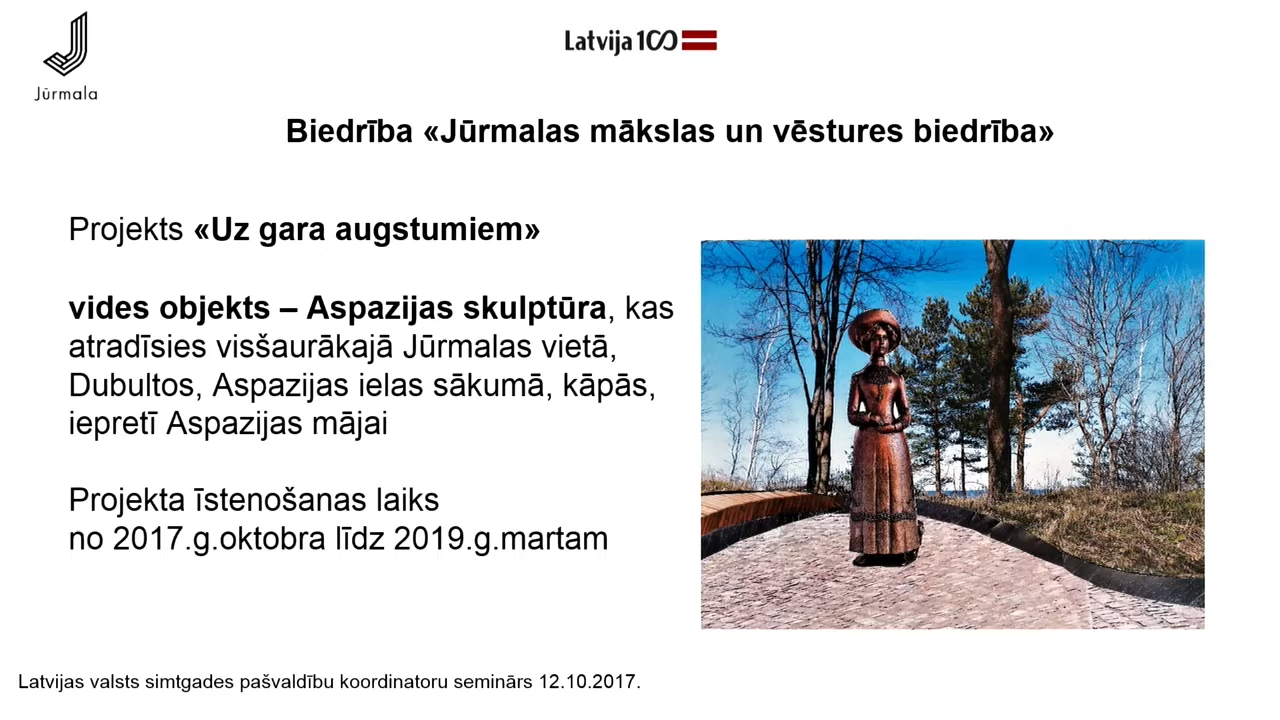 Jūrmala
Latvija 100
Biedrība «Jūrmalas mākslas un vēstures biedrība»
Projekts «Uz gara augstumiem»
vides objekts – Aspazijas skulptūra, kas
atradīsies visšaurākajā Jūrmalas vietā,
Dubultos, Aspazijas ielas sākumā, kāpās,
iepretī Aspazijas mājai
Projekta īstenošanas laiks
no 2017.g.oktobra līdz 2019.g.martam
Latvijas valsts simtgades pašvaldību koordinatoru seminārs 12.10.2017.